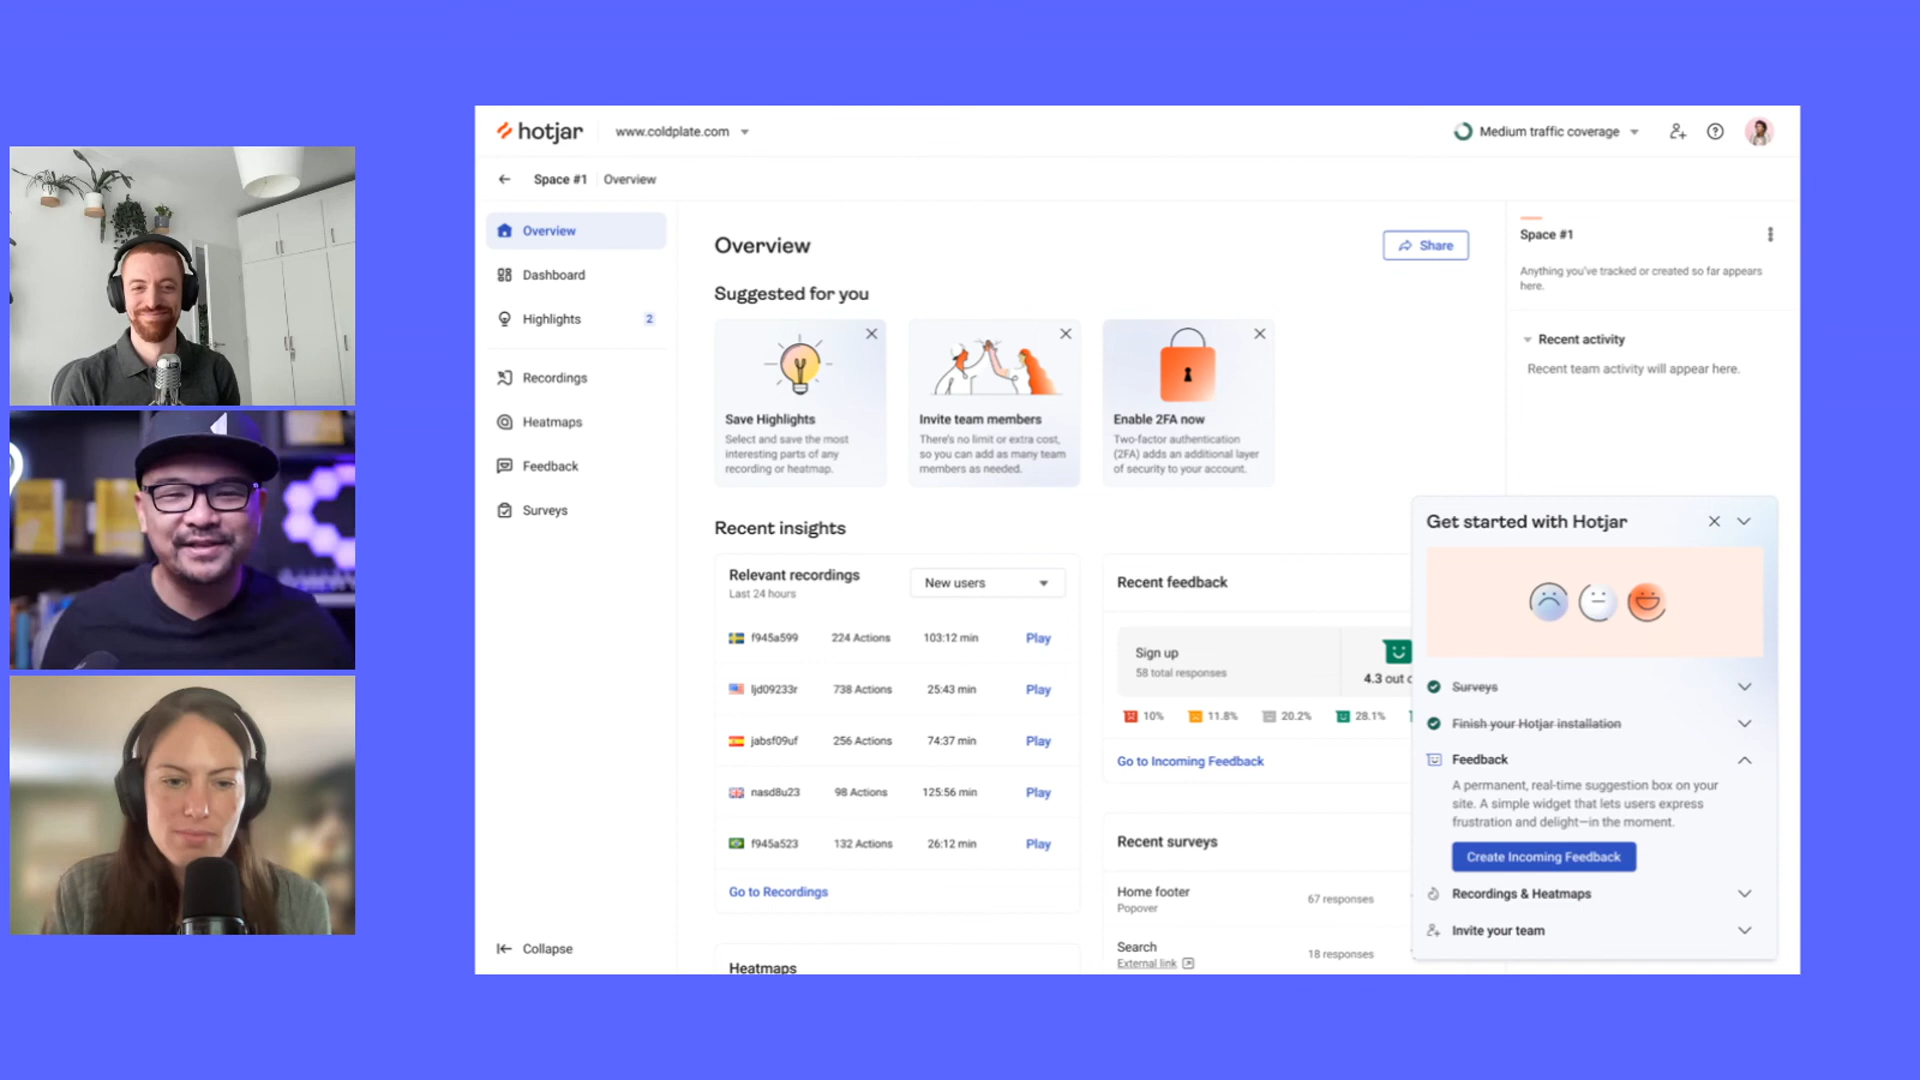 hotjar
www.coldplate.com
Medium traffic coverage
Space #1
Overview
Overview
Dashboard
Highlights
2
Recordings
Heatmaps
Feedback
Surveys
Collapse
Overview
Share
Suggested for you
Save Highlights
Select and save the most
interesting parts of any
recording or heatmap.
Invite team members
There's no limit or extra cost,
so you can add as many team
members as needed.
Enable 2FA now
Two-factor authentication
(2FA) adds an additional layer
of security to your account.
Recent insights
Relevant recordings
Last 24 hours
New users
f945a599 224 Actions 103:12 min Play
ljd09233r 738 Actions 25:43 min Play
jabsf09uf 256 Actions 74:37 min Play
nasd8u23 98 Actions 125:56 min Play
f945a523 132 Actions 26:12 min Play
Go to Recordings
Heatmaps
Recent feedback
Sign up
58 total responses
4.3 out
10% 11.8% 20.2% 28.1%
Go to Incoming Feedback
Recent surveys
Home footer
Popover
67 responses
Search
External link
18 responses
Space #1
Anything you've tracked or created so far appears
here.
Recent activity
Recent team activity will appear here.
Get started with Hotjar
Surveys
Finish your Hotjar installation
Feedback
A permanent, real-time suggestion box on your
site. A simple widget that lets users express
frustration and delight—in the moment.
Create Incoming Feedback
Recordings & Heatmaps
Invite your team